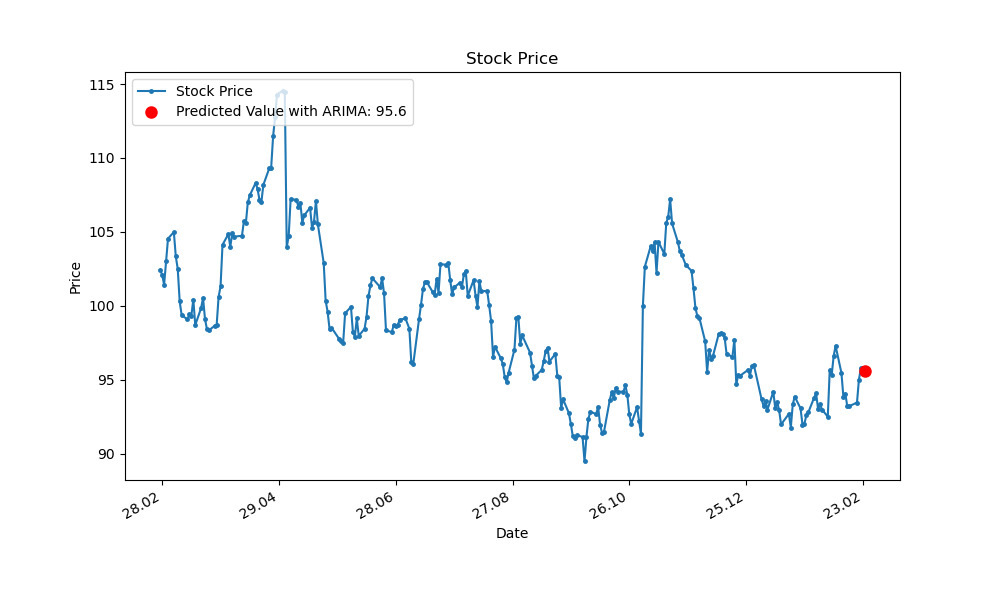 Stock Price
Stock Price
Predicted Value with ARIMA: 95.6
115
110
105
100
95
90
Price
28.02
29.04
28.06
27.08
26.10
25.12
23.02
Date